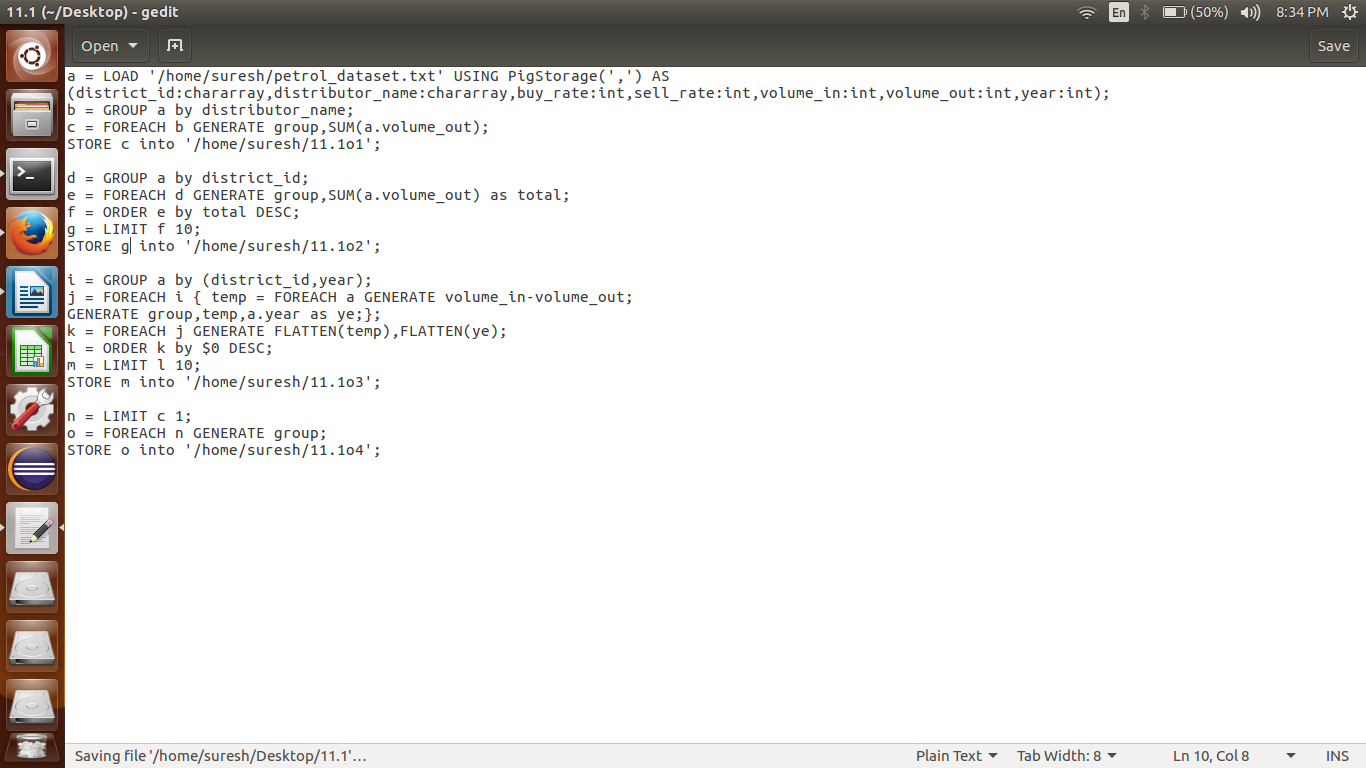 11.1 (~/Desktop) - gedit
En
(50%)
8:34 PM
Open
Save
a = LOAD '/home/suresh/petrol_dataset.txt' USING PigStorage(',') AS
(district_id:chararray,distributor_name:chararray,buy_rate:int,sell_rate:int,volume_in:int,volume_out:int,year:int);
b = GROUP a by distributor_name;
c = FOREACH b GENERATE group,SUM(a.volume_out);
STORE c into '/home/suresh/11.1o1';
d = GROUP a by district_id;
e = FOREACH d GENERATE group,SUM(a.volume_out) as total;
f = ORDER e by total DESC;
g = LIMIT f 10;
STORE g into '/home/suresh/11.1o2';
i = GROUP a by (district_id,year);
j = FOREACH i { temp = FOREACH a GENERATE volume_in-volume_out;
GENERATE group,temp,a.year as ye;};
k = FOREACH j GENERATE FLATTEN(temp),FLATTEN(ye);
l = ORDER k by $0 DESC;
m = LIMIT l 10;
STORE m into '/home/suresh/11.1o3';
n = LIMIT c 1;
o = FOREACH n GENERATE group;
STORE o into '/home/suresh/11.1o4';
Saving file '/home/suresh/Desktop/11.1'…
Plain Text
Tab Width: 8
Ln 10, Col 8
INS